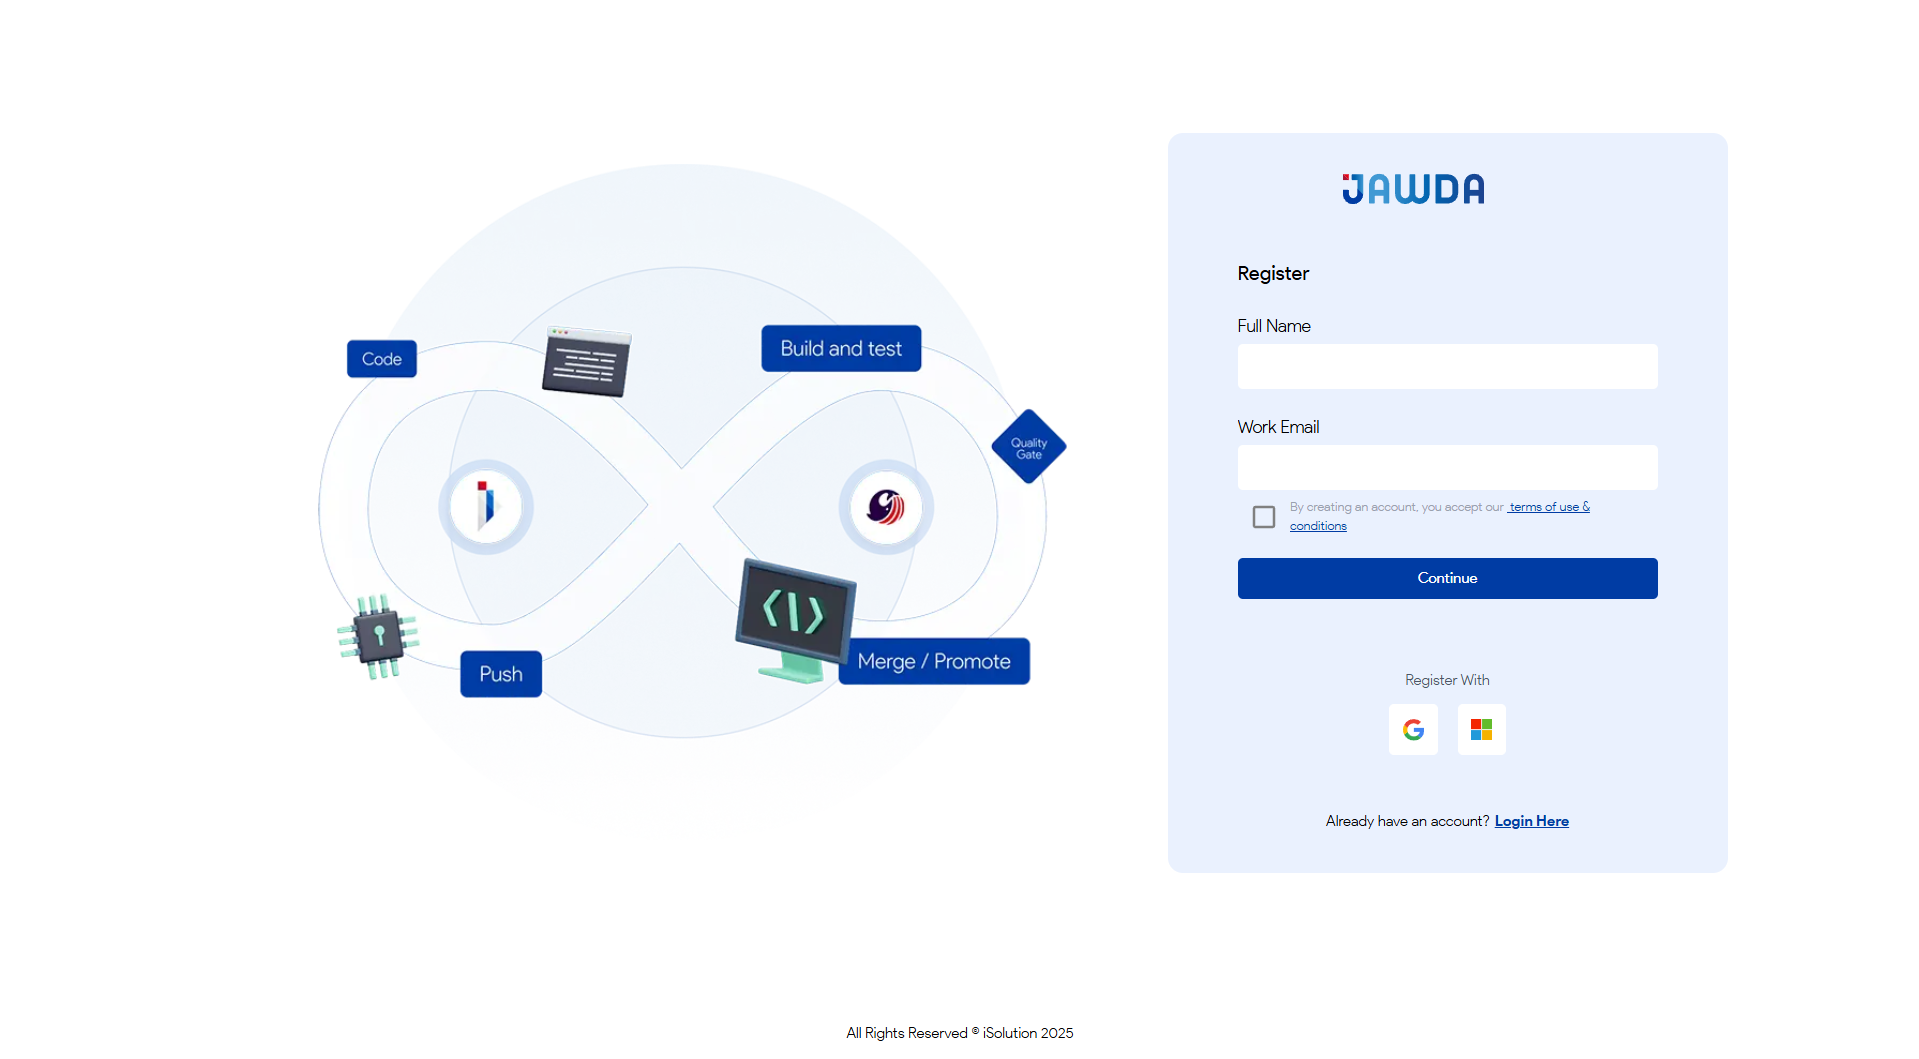 Code
Build and test
Quality
Gate
Push
Merge / Promote
JAWDA
Register
Full Name
Work Email
By creating an account, you accept our terms of use &
conditions
Continue
Register With
Already have an account? Login Here
All Rights Reserved ® iSolution 2025